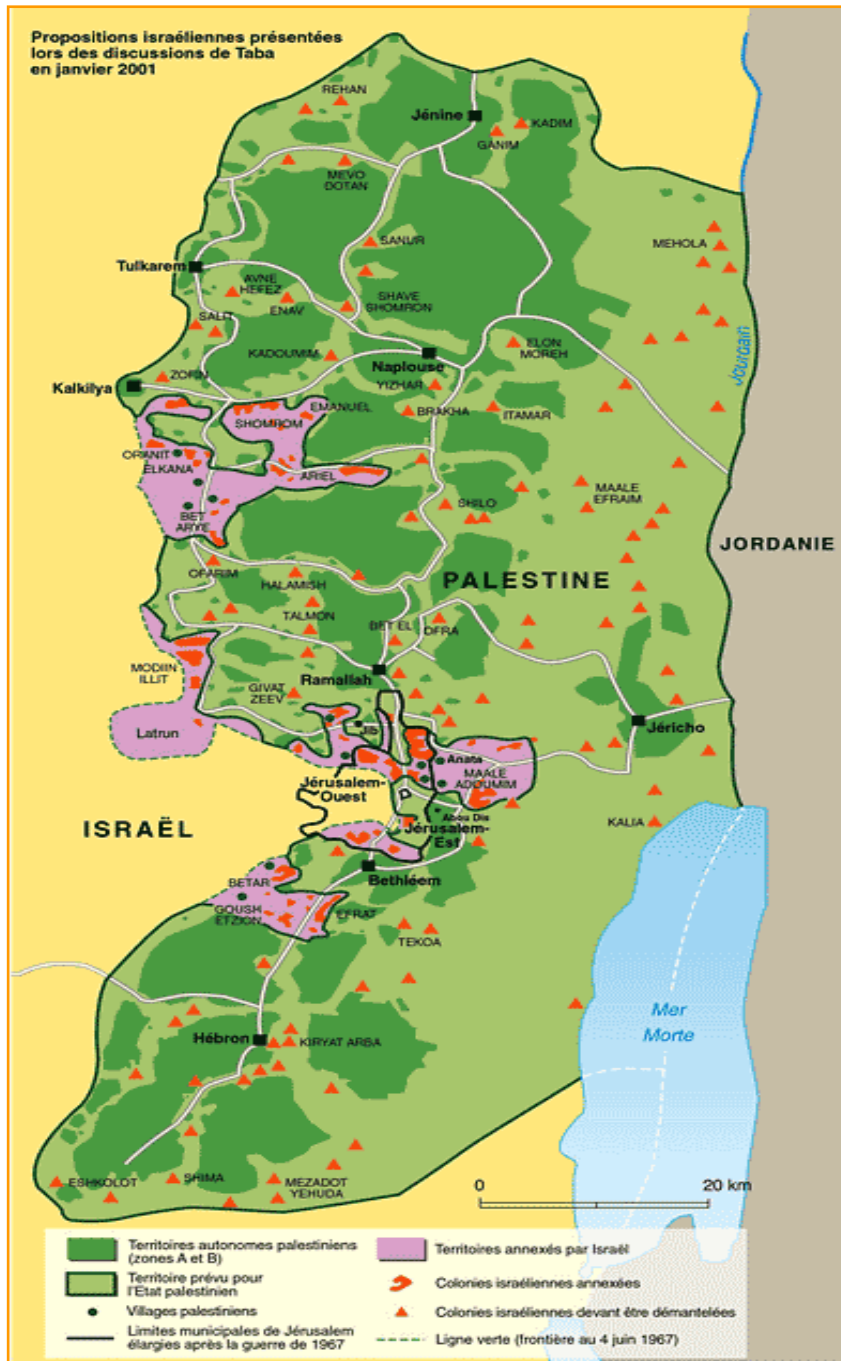 Propositions israéliennes présentées
lors des discussions de Taba
en janvier 2001
REHAN
Jénine
KADIM
GANIM
MEVO
DOTAN
SANUR
MEHOLA
Tulkarem
AVNE
HEFEZ
ENAV
SHAVE
SHOMRON
SALIT
KADOUMIM
Naplouse
ELON
MOREH
Jourdain
ZOFIN
Kalkilya
YIZHAR
EMANUEL
BRAKHA
ITAMAR
SHOMROM
ORANIT
ELKANA
ARIEL
MAALE
EFRAIM
SHILO
BET
ARYE
JORDANIE
OFARIM
HALAMISH
PALESTINE
TALMON
BET EL
OFRA
MODIIN
ILLIT
Ramallah
GIVAT
ZEEV
Latrun
Jib
Jéricho
Anata
MAALE
ADOUMIM
Jérusalem-
Ouest
Abou Dis
ISRAËL
Jérusalem-
Est
KALIA
Bethléem
BETAR
GOUSH
ETZION
EFRAT
TEKOA
Mer
Morte
Hébron
KIRYAT ARBA
ESHKOLOT
SHIMA
MEZADOT
YEHUDA
0 20 km
Territoires autonomes palestiniens
(zones A et B)
Territoire prévu pour
l'Etat palestinien
Villages palestiniens
Limites municipales de Jérusalem
élargies après la guerre de 1967
Territoires annexés par Israël
Colonies israéliennes annexées
Colonies israéliennes devant être démantelées
Ligne verte (frontière au 4 juin 1967)